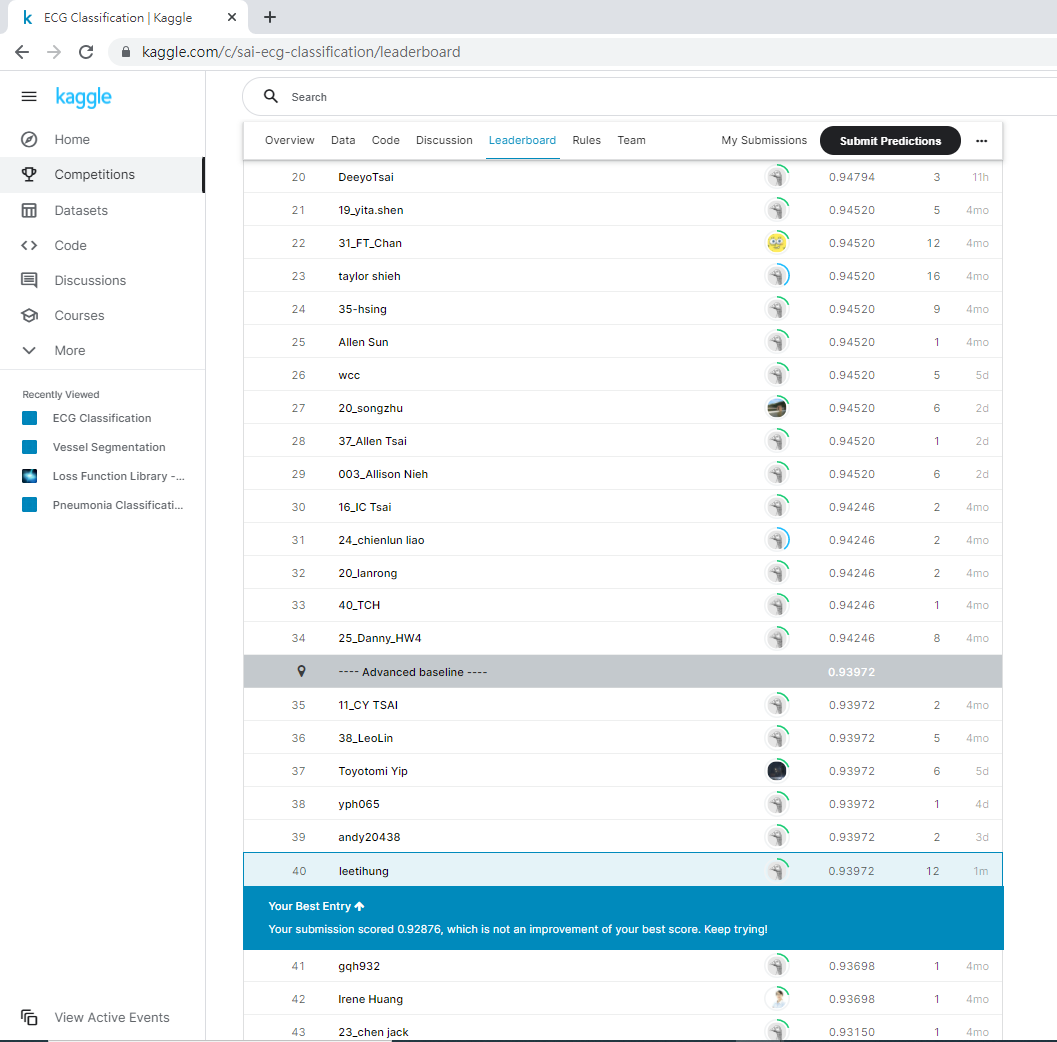 ECG Classification | Kaggle
kaggle.com/c/sai-ecg-classification/leaderboard
kaggle
Search
Home
Competitions
Datasets
Code
Discussions
Courses
More
Recently Viewed
ECG Classification
Vessel Segmentation
Loss Function Library -...
Pneumonia Classificati...
View Active Events
Overview Data Code Discussion Leaderboard Rules Team My Submissions Submit Predictions
20 DeeyoTsai 0.94794 3 11h
21 19_yita.shen 0.94520 5 4mo
22 31_FT_Chan 0.94520 12 4mo
23 taylor shieh 0.94520 16 4mo
24 35-hsing 0.94520 9 4mo
25 Allen Sun 0.94520 1 4mo
26 wcc 0.94520 5 5d
27 20_songzhu 0.94520 6 2d
28 37_Allen Tsai 0.94520 1 2d
29 003_Allison Nieh 0.94520 6 2d
30 16_IC Tsai 0.94246 2 4mo
31 24_chienlun liao 0.94246 2 4mo
32 20_lanrong 0.94246 2 4mo
33 40_TCH 0.94246 1 4mo
34 25_Danny_HW4 0.94246 8 4mo
---- Advanced baseline ---- 0.93972
35 11_CY TSAI 0.93972 2 4mo
36 38_LeoLin 0.93972 5 4mo
37 Toyotomi Yip 0.93972 6 5d
38 yph065 0.93972 1 4d
39 andy20438 0.93972 2 3d
40 leetihung 0.93972 12 1m
Your Best Entry
Your submission scored 0.92876, which is not an improvement of your best score. Keep trying!
41 gqh932 0.93698 1 4mo
42 Irene Huang 0.93698 1 4mo
43 23_chen jack 0.93150 1 4mo